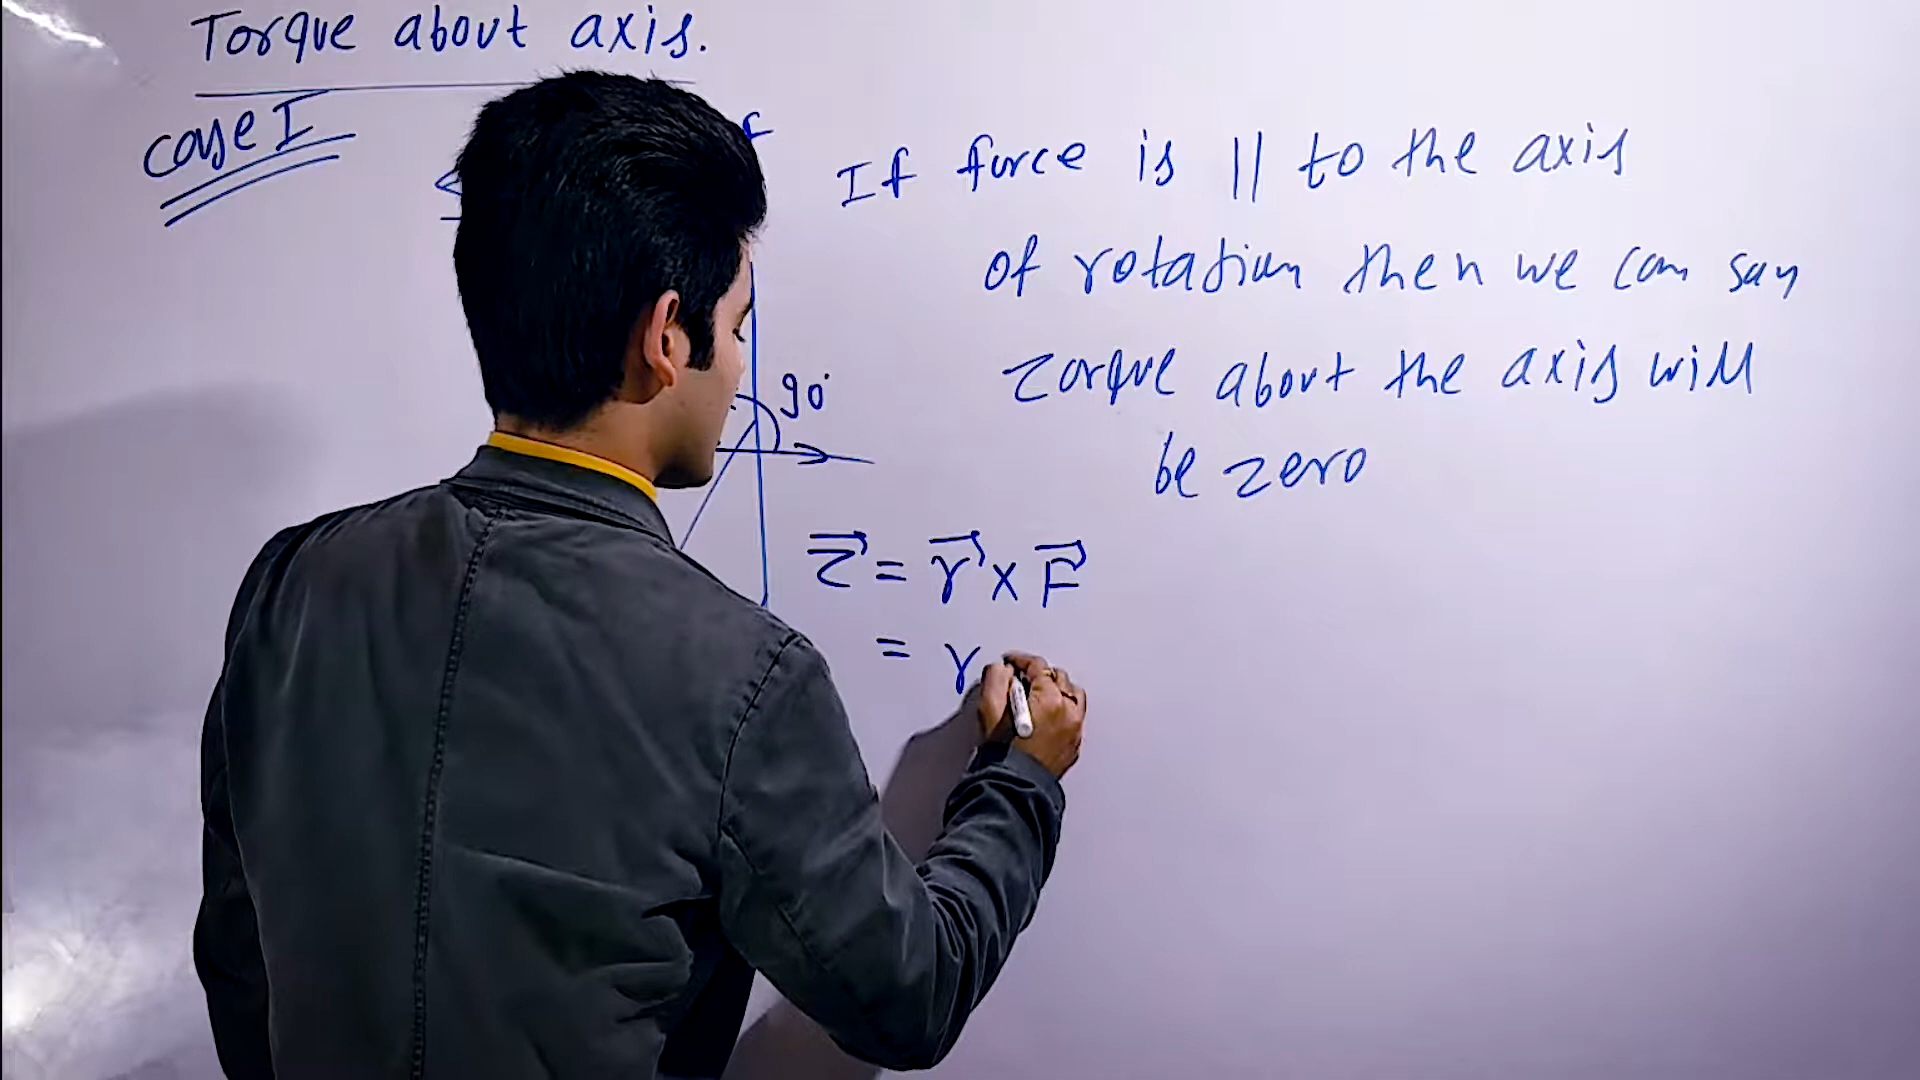 Torque about axis.
Case I
If force is || to the axis
of rotation then we can say
torque about the axis will
be zero
90°
τ⃗ = r⃗ × F⃗
= r